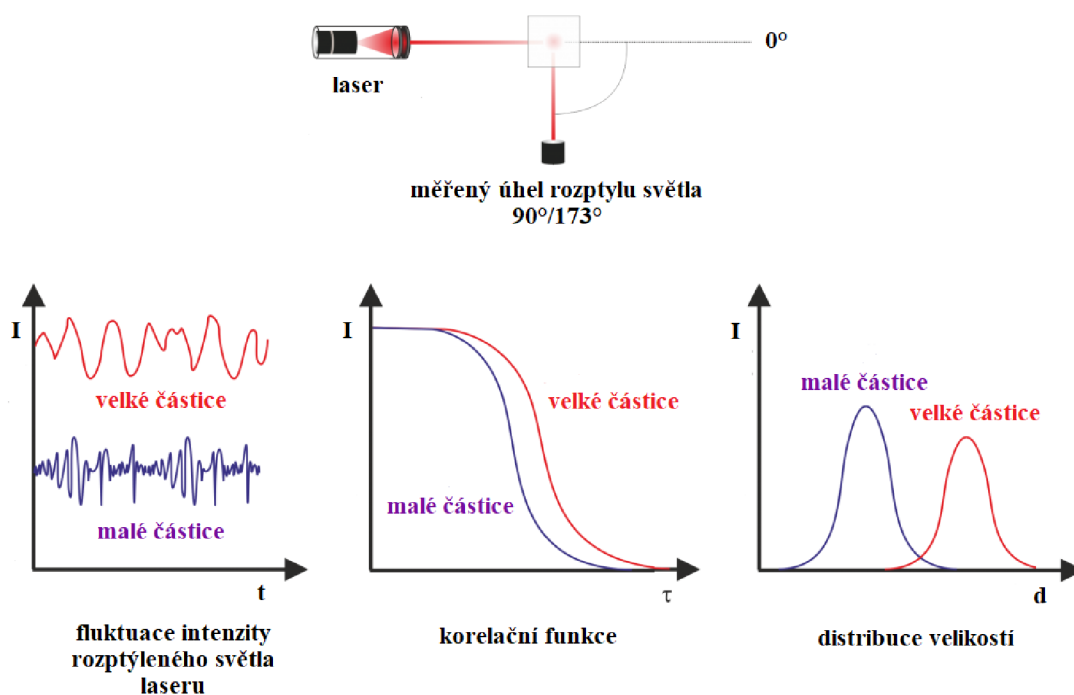 0°
laser
měřený úhel rozptylu světla
90°/173°
I
velké částice
malé částice
t
fluktuace intenzity
rozptýleného světla
laseru
I
velké částice
malé částice
τ
korelační funkce
I
malé částice
velké částice
d
distribuce velikostí